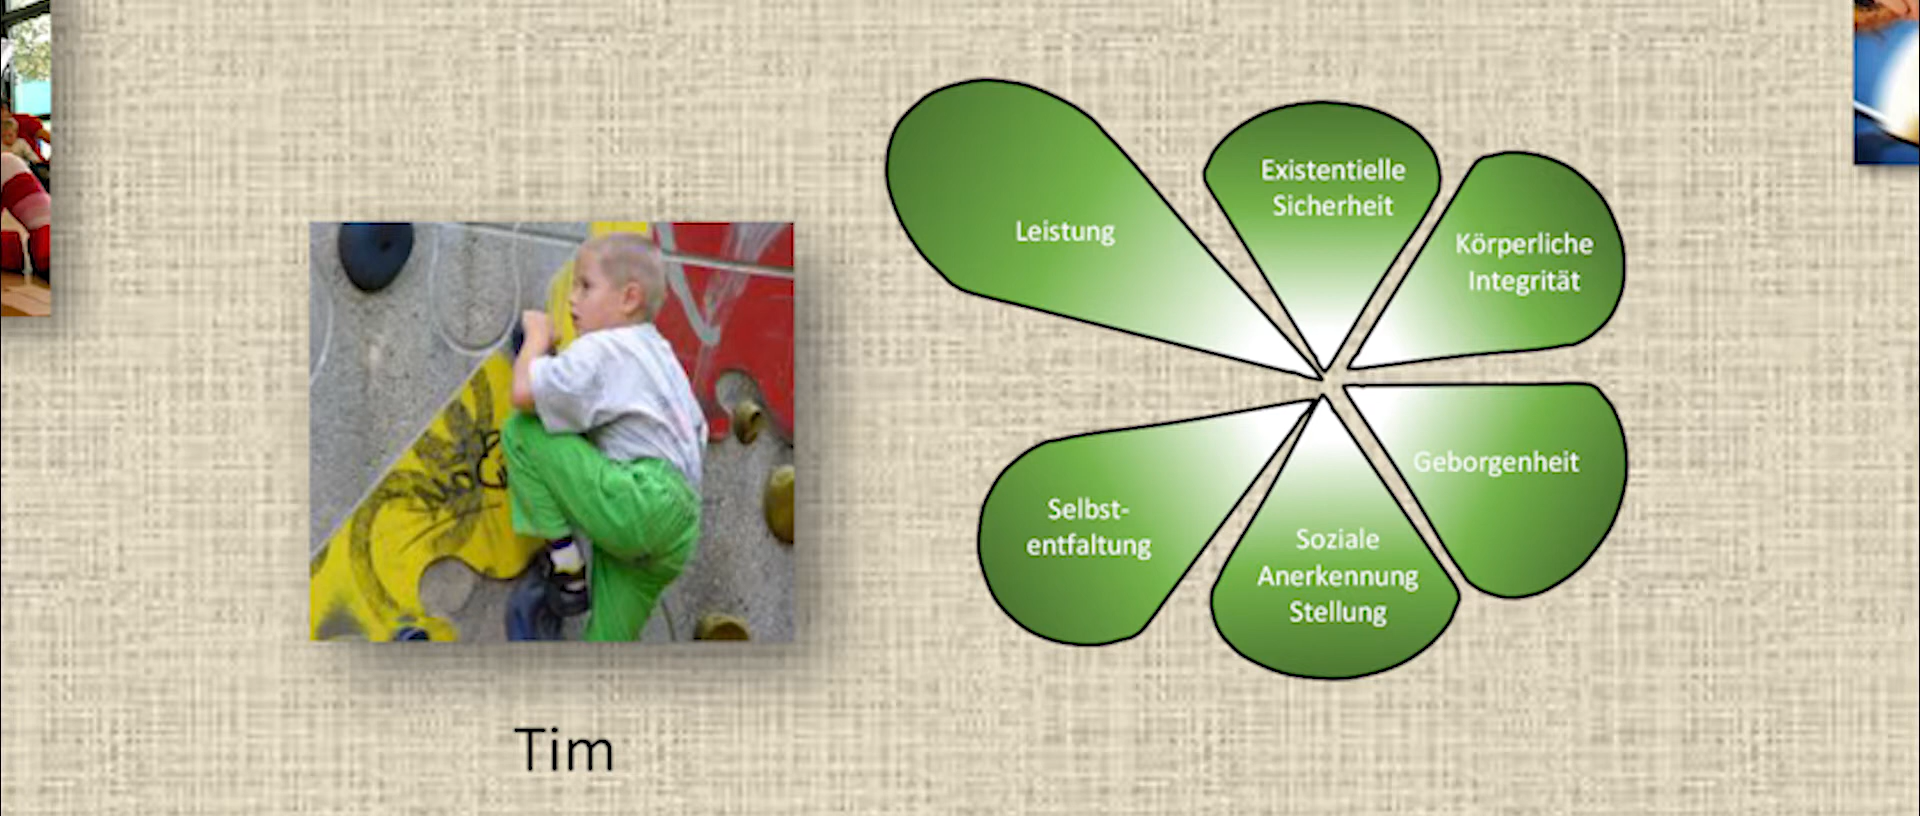 Leistung
Existentielle
Sicherheit
Körperliche
Integrität
Geborgenheit
Soziale
Anerkennung
Stellung
Selbst-
entfaltung
Tim